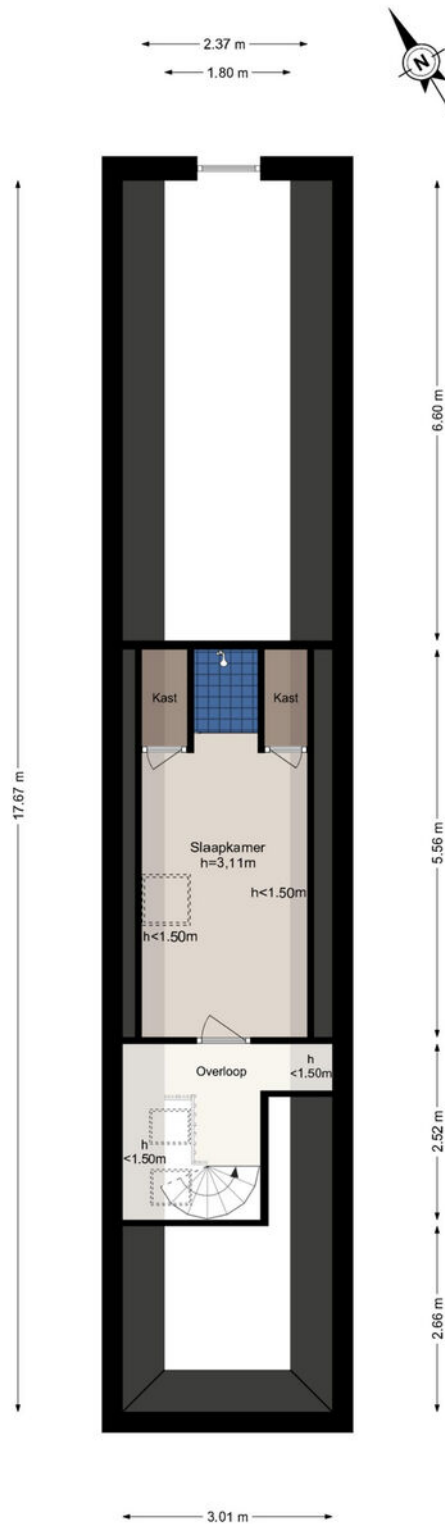 2.37 m
1.80 m
N
6.60 m
Kast
Kast
17.67 m
5.56 m
Slaapkamer
h=3,11m
h<1.50m
h<1.50m
Overloop
h
<1.50m
h
<1.50m
2.52 m
2.66 m
3.01 m